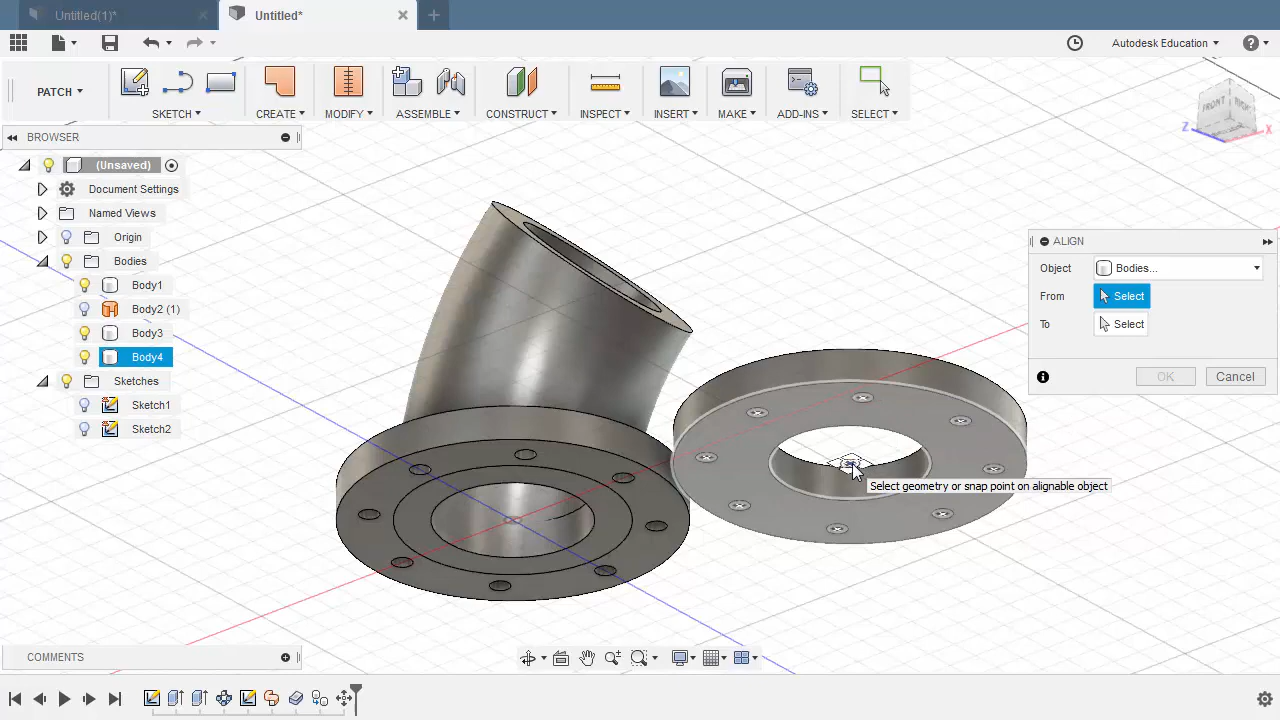 Untitled(1)*
Untitled*
Autodesk Education
PATCH
SKETCH
CREATE
MODIFY
ASSEMBLE
CONSTRUCT
INSPECT
INSERT
MAKE
ADD-INS
SELECT
FRONT
Z
X
BROWSER
(Unsaved)
Document Settings
Named Views
Origin
Bodies
Body1
Body2 (1)
Body3
Body4
Sketches
Sketch1
Sketch2
ALIGN
Object Bodies...
From Select
To Select
OK Cancel
Select geometry or snap point on alignable object
COMMENTS